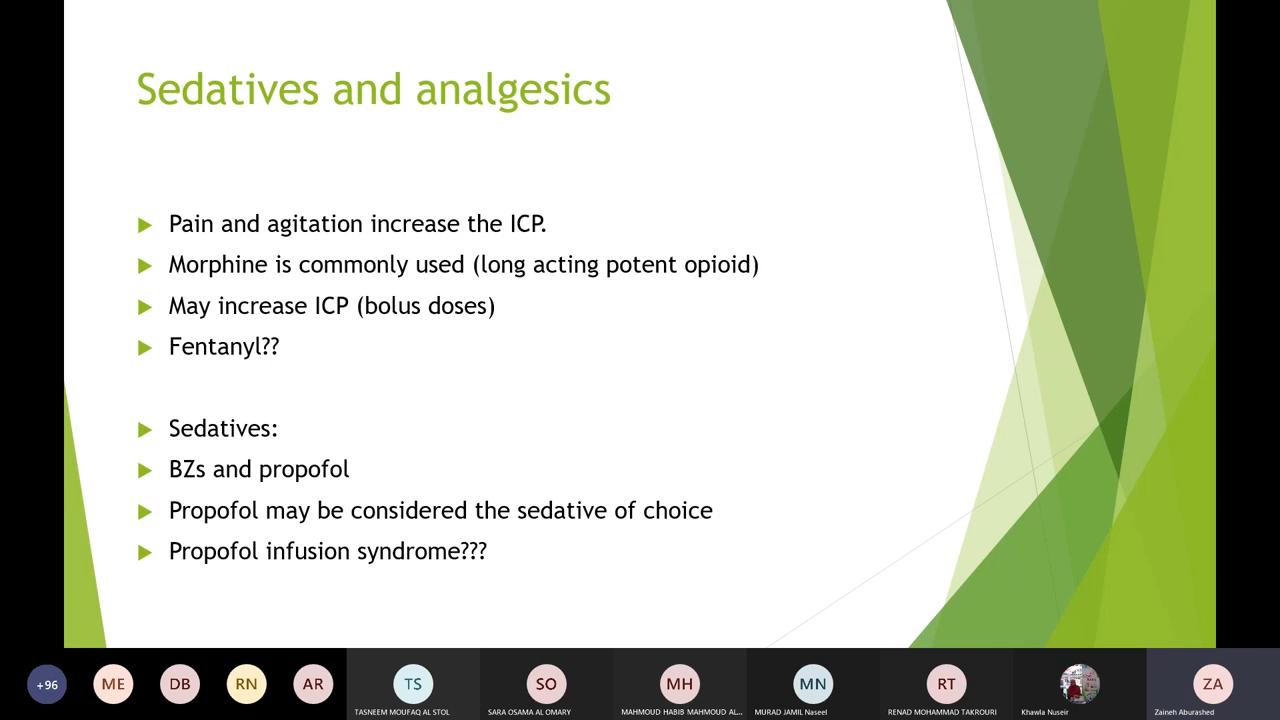 Sedatives and analgesics
Pain and agitation increase the ICP.
Morphine is commonly used (long acting potent opioid)
May increase ICP (bolus doses)
Fentanyl??
Sedatives:
BZs and propofol
Propofol may be considered the sedative of choice
Propofol infusion syndrome???
+96
ME
DB
RN
AR
TS
TASNEEM MOUFAQ AL STOL
SO
SARA OSAMA AL OMARY
MH
MAHMOUD HABIB MAHMOUD AL...
MN
MURAD JAMIL Naseel
RT
RENAD MOHAMMAD TAKROURI
Khawla Nuseir
ZA
Zaineh Aburashed